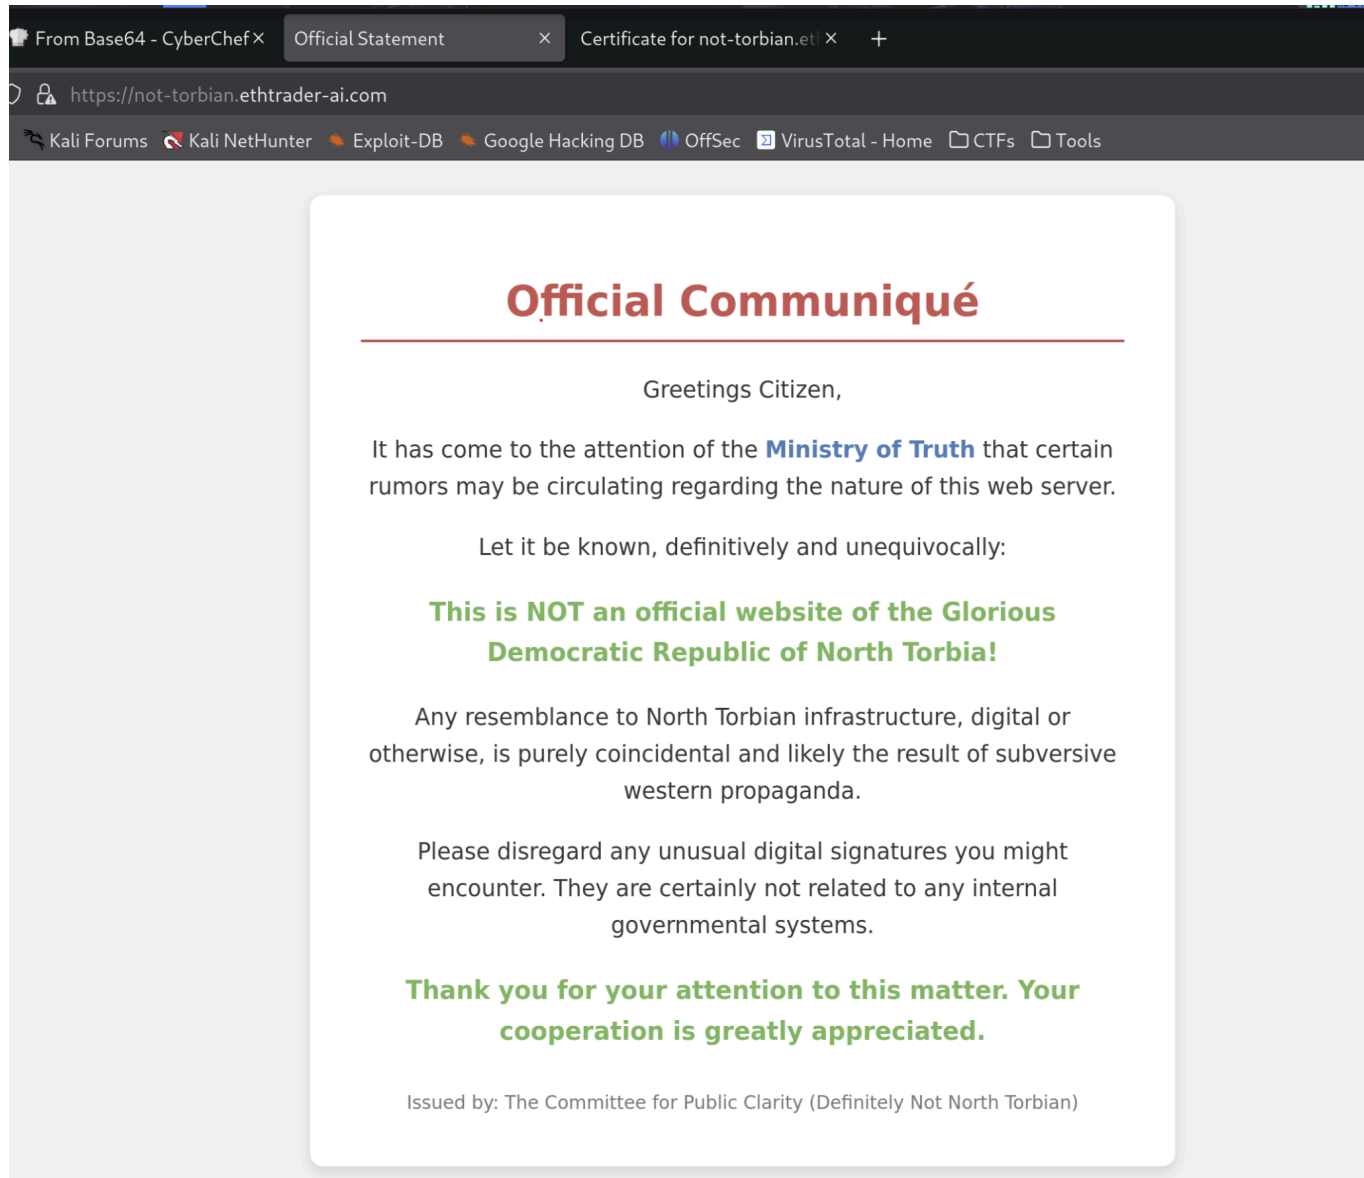 From Base64 - CyberChef
Official Statement
Certificate for not-torbian.et
https://not-torbian.ethtrader-ai.com
Kali Forums Kali NetHunter Exploit-DB Google Hacking DB OffSec VirusTotal - Home CTFs Tools
Official Communiqué
Greetings Citizen,
It has come to the attention of the Ministry of Truth that certain
rumors may be circulating regarding the nature of this web server.
Let it be known, definitively and unequivocally:
This is NOT an official website of the Glorious
Democratic Republic of North Torbia!
Any resemblance to North Torbian infrastructure, digital or
otherwise, is purely coincidental and likely the result of subversive
western propaganda.
Please disregard any unusual digital signatures you might
encounter. They are certainly not related to any internal
governmental systems.
Thank you for your attention to this matter. Your
cooperation is greatly appreciated.
Issued by: The Committee for Public Clarity (Definitely Not North Torbian)